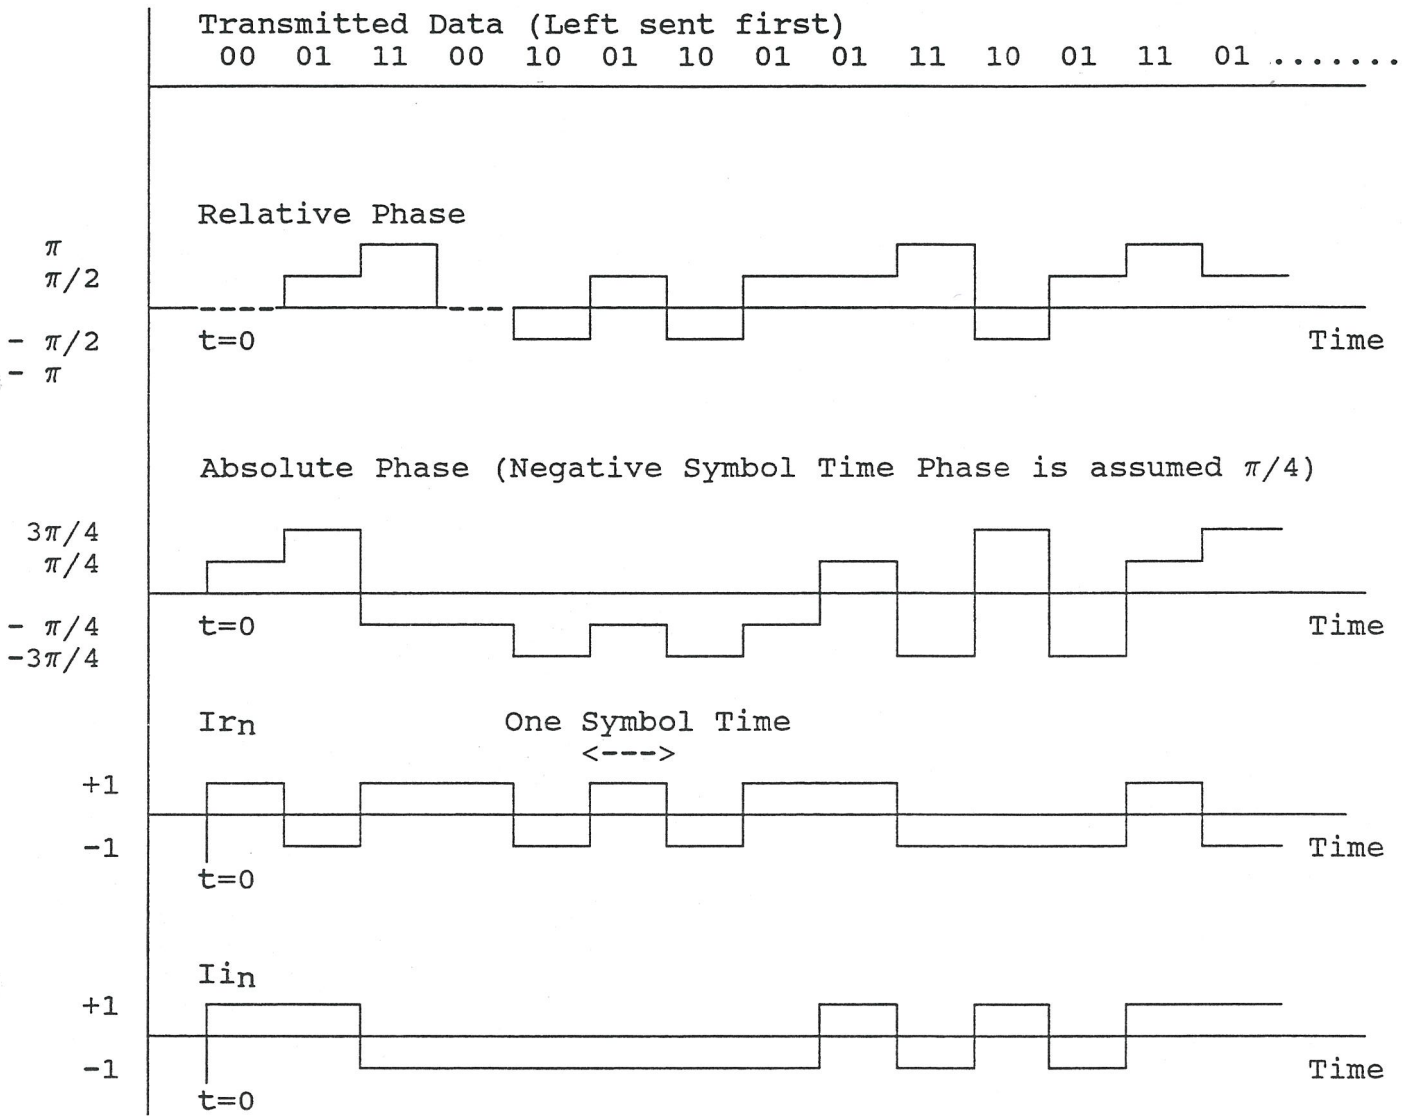 Transmitted Data (Left sent first)
00 01 11 00 10 01 10 01 01 11 10 01 11 01 .......
Relative Phase
π
π/2
- π/2 t=0 Time
- π
Absolute Phase (Negative Symbol Time Phase is assumed π/4)
3π/4
π/4
- π/4 t=0 Time
-3π/4
Irn One Symbol Time
<--->
+1
-1 Time
t=0
Iin
+1
-1 Time
t=0